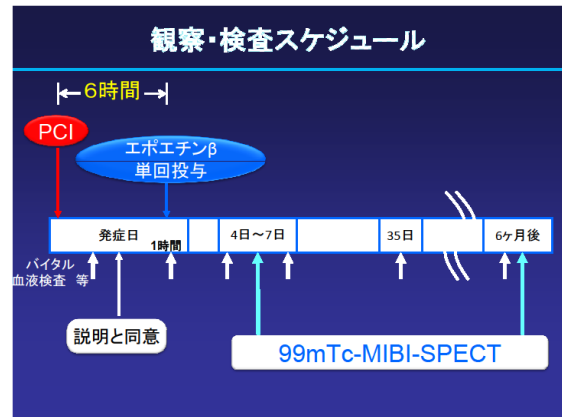 観察・検査スケジュール
6時間
PCI
エポエチンβ
単回投与
発症日
1時間
4日～7日
35日
6ヶ月後
バイタル
血液検査 等
説明と同意
99mTc-MIBI-SPECT